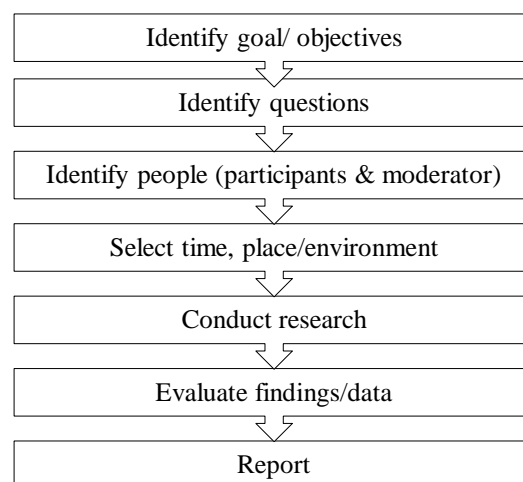 Identify goal/ objectives
Identify questions
Identify people (participants & moderator)
Select time, place/environment
Conduct research
Evaluate findings/data
Report